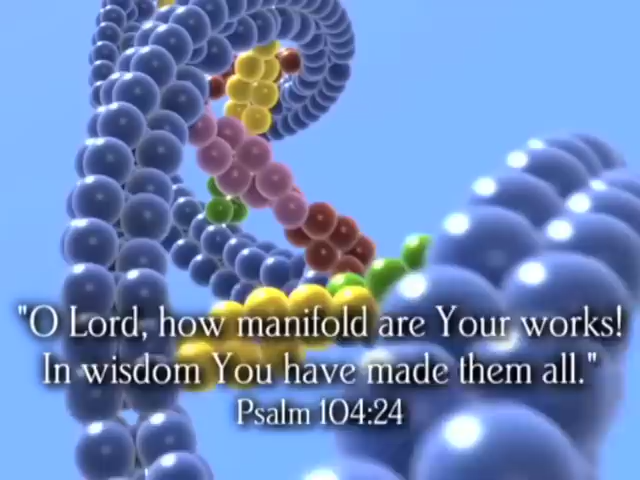 "O Lord, how manifold are Your works!
In wisdom You have made them all."
Psalm 104:24